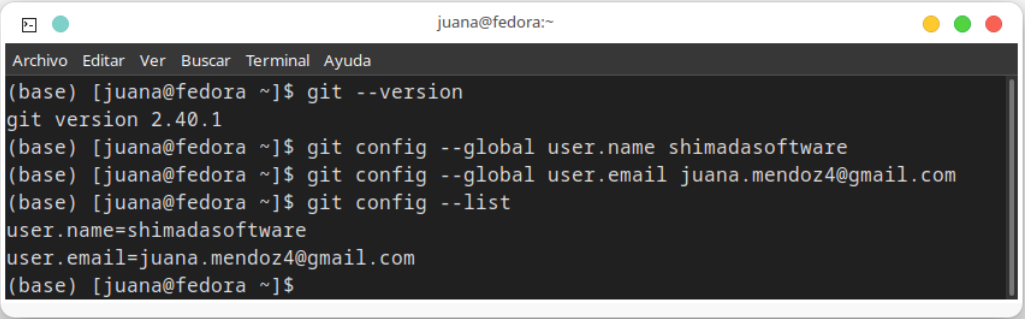 juana@fedora:~
Archivo Editar Ver Buscar Terminal Ayuda
(base) [juana@fedora ~]$ git --version
git version 2.40.1
(base) [juana@fedora ~]$ git config --global user.name shimadasoftware
(base) [juana@fedora ~]$ git config --global user.email juana.mendoz4@gmail.com
(base) [juana@fedora ~]$ git config --list
user.name=shimadasoftware
user.email=juana.mendoz4@gmail.com
(base) [juana@fedora ~]$